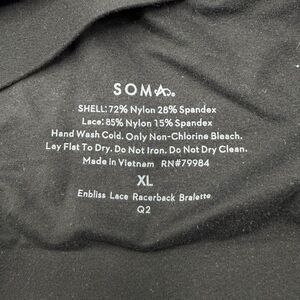 SOMA.
SHELL: 72% Nylon 28% Spandex
Lace: 85% Nylon 15% Spandex
Hand Wash Cold. Only Non-Chlorine Bleach.
Lay Flat To Dry. Do Not Iron. Do Not Dry Clean.
Made in Vietnam RN#79984
XL
Enbliss Lace Racerback Bralette
Q2